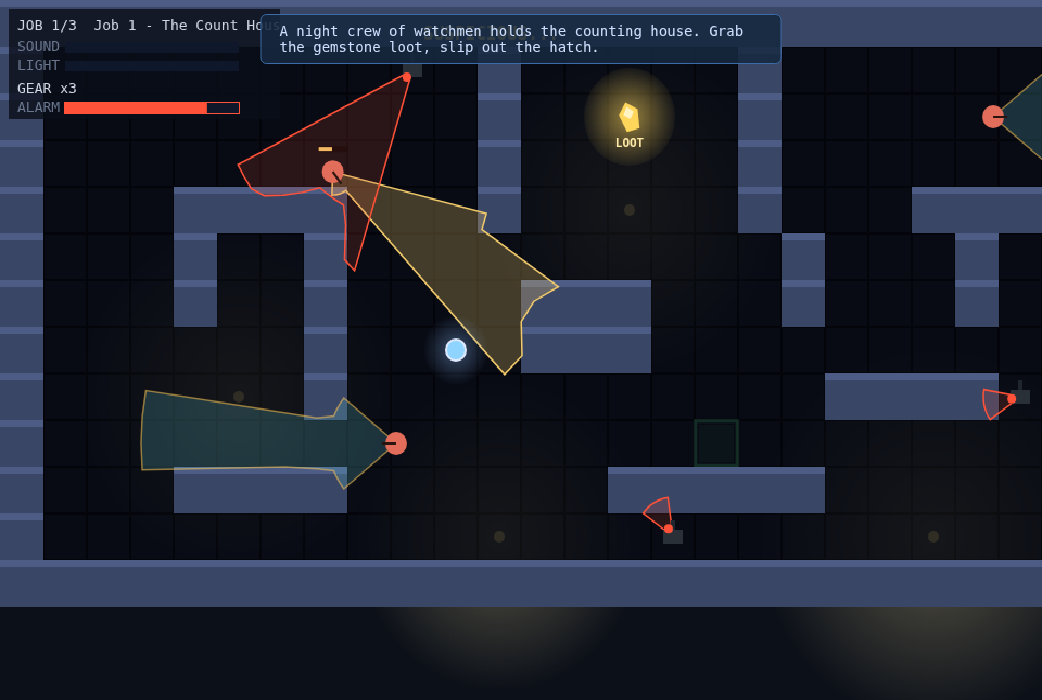 JOB 1/3 Job 1 - The Count Hous
SOUND
LIGHT
GEAR x3
ALARM
A night crew of watchmen holds the counting house. Grab
the gemstone loot, slip out the hatch.
LOOT